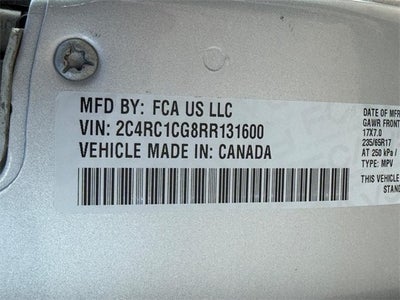 MFD BY: FCA US LLC
VIN: 2C4RC1CG8RR131600
VEHICLE MADE IN: CANADA
DATE OF MFR
GAWR FRONT
17X7.0
235/65R17
AT 250 kPa /
TYPE: MPV
THIS VEHICLE
STAN